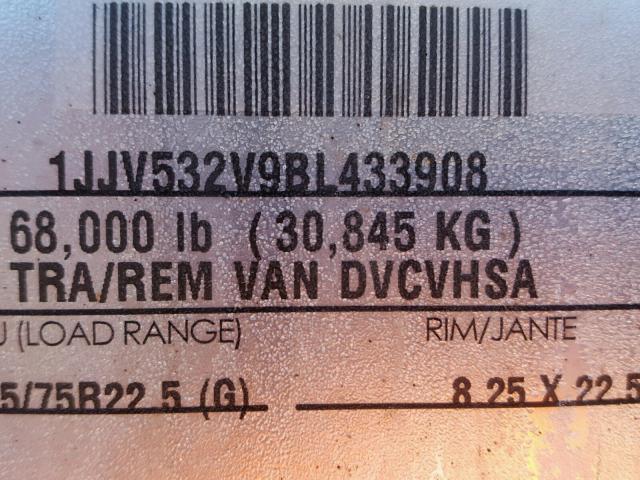 1JJV532V9BL433908
68,000 lb (30,845 KG)
TRA/REM VAN DVCVHSA
(LOAD RANGE) RIM/JANTE
5/75R22.5 (G) 8.25 X 22.5